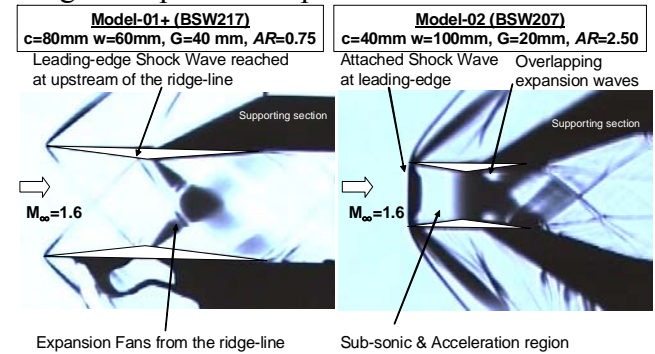 Model-01+ (BSW217)
c=80mm w=60mm, G=40 mm, AR=0.75
Model-02 (BSW207)
c=40mm w=100mm, G=20mm, AR=2.50
Leading-edge Shock Wave reached
at upstream of the ridge-line
Attached Shock Wave
at leading-edge
Overlapping
expansion waves
Supporting section
Supporting section
M∞=1.6
M∞=1.6
Expansion Fans from the ridge-line
Sub-sonic & Acceleration region